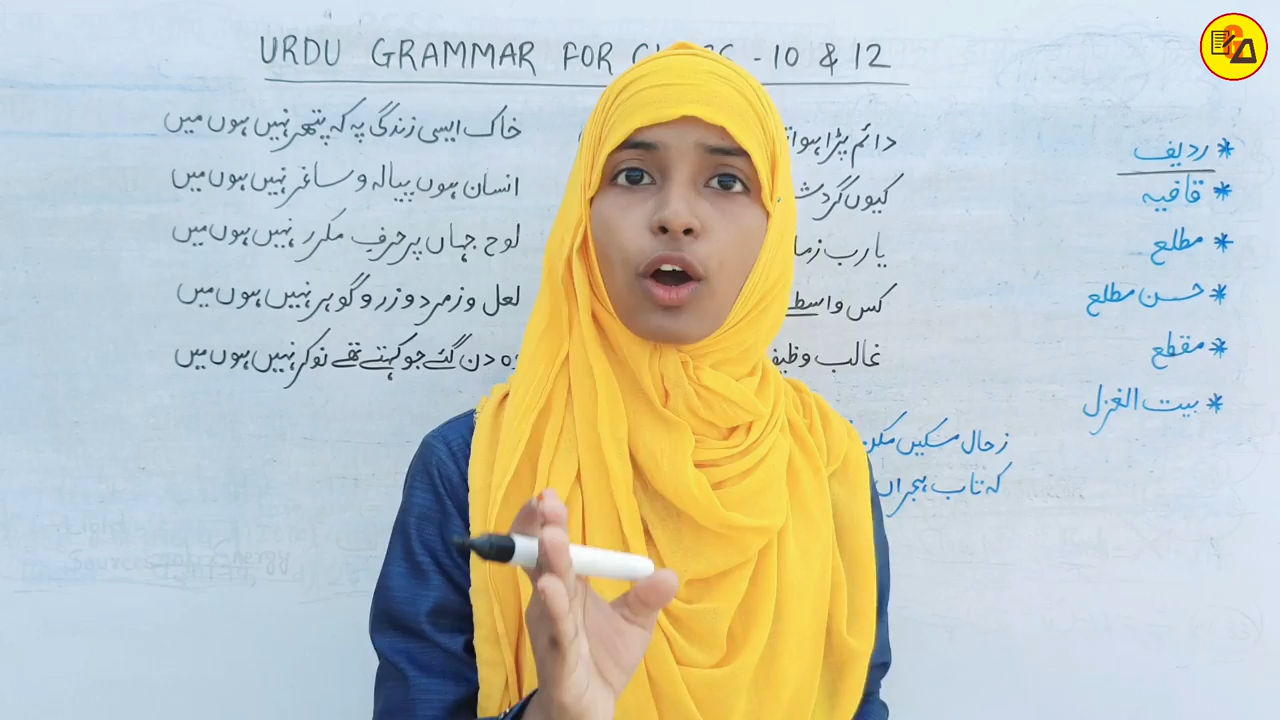 URDU GRAMMAR FOR - 10 & 12
* ردیف
* قافیہ
* مطلع
* حسن مطلع
* مقطع
* بیت الغزل
دائم پڑا ہوا
خاک ایسی زندگی پہ کہ پتھر نہیں ہوں میں
کیوں گردش
انسان ہوں پیالہ و ساغر نہیں ہوں میں
یارب زما
لوح جہاں پر حرفِ مکرر نہیں ہوں میں
کس واسطے
لعل و زمرد و زر و گوہر نہیں ہوں میں
غالب وظیفہ
وہ دن گئے جو کہتے تھے نوکر نہیں ہوں میں
زحال مسکیں مکن
کہ تاب ہجراں